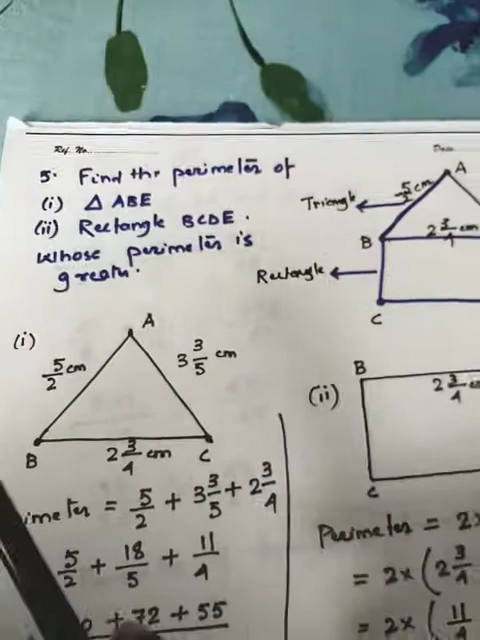 Ref. No.
5. Find the perimeter of
(i) △ ABE
(ii) Rectangle BCDE.
whose perimeter is
greater.
A
5 cm
Triangle
2 3/4 cm
B
Rectangle
C
(i)
A
5/2 cm
3 3/5 cm
B
2 3/4 cm
C
imeter = 5/2 + 3 3/5 + 2 3/4
5/2 + 18/5 + 11/4
+ 72 + 55
(ii)
B
2 3/4
C
Perimeter = 2×
= 2×(2 3/4
= 2×(11/4